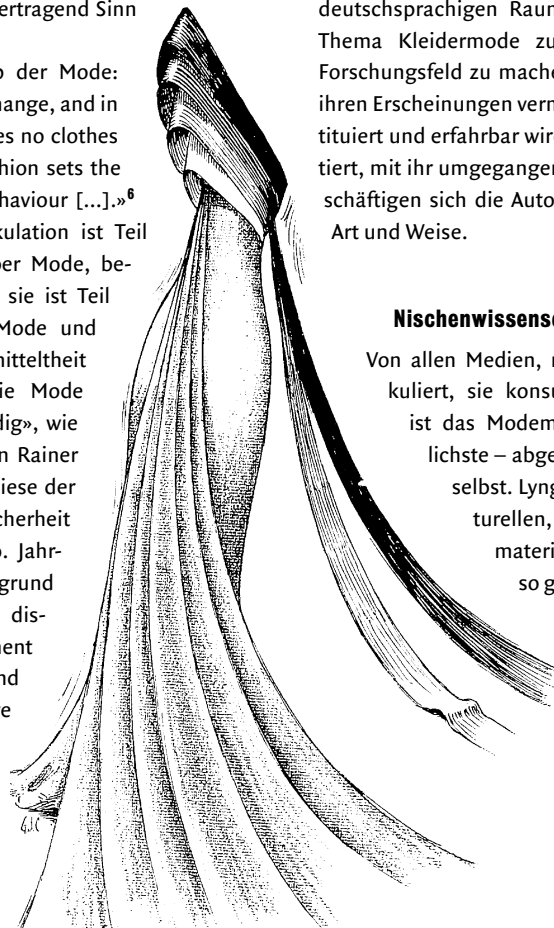 ertragend Sinn
der Mode:
hange, and in
es no clothes
hion sets the
haviour [...].»⁶
kulation ist Teil
ber Mode, be-
sie ist Teil
Mode und
mitteltheit
ie Mode
dig», wie
n Rainer
iese der
cherheit
. Jahr-
grund
dis-
ment
nd
e
deutschsprachigen Raum
Thema Kleidermode zu
Forschungsfeld zu mache
ihren Erscheinungen vern
tituiert und erfahrbar wird
tiert, mit ihr umgegangen
schäftigen sich die Auto
Art und Weise.
Nischenwissens
Von allen Medien,
kuliert, sie konsu
ist das Modem
lichste – abge
selbst. Lyng
turellen,
materi
so g